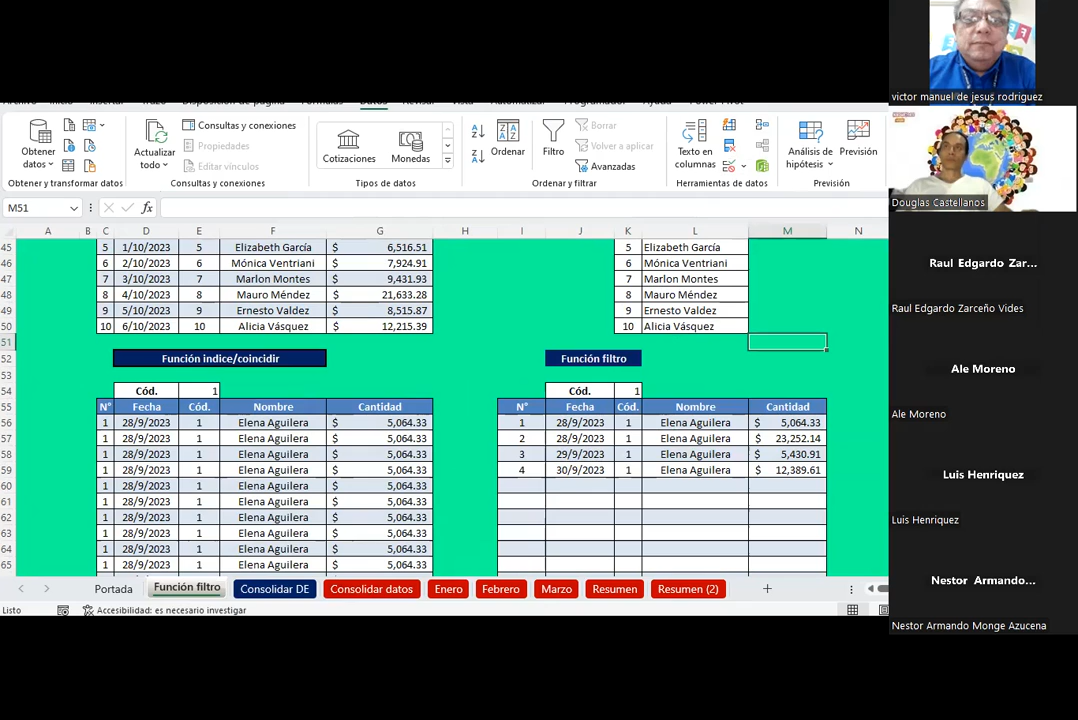 Datos
Consultas y conexiones
Propiedades
Editar vínculos
Obtener datos
Actualizar todo
Cotizaciones
Monedas
Ordenar
Filtro
Borrar
Volver a aplicar
Avanzadas
Texto en columnas
Análisis de hipótesis
Previsión
Obtener y transformar datos
Consultas y conexiones
Tipos de datos
Ordenar y filtrar
Herramientas de datos
Previsión
M51
fx
A B C D E F G H I J K L M N
45 5 1/10/2023 5 Elizabeth García $ 6,516.51 5 Elizabeth García
46 6 2/10/2023 6 Mónica Ventriani $ 7,924.91 6 Mónica Ventriani
47 7 3/10/2023 7 Marlon Montes $ 9,431.93 7 Marlon Montes
48 8 4/10/2023 8 Mauro Méndez $ 21,633.28 8 Mauro Méndez
49 9 5/10/2023 9 Ernesto Valdez $ 8,515.87 9 Ernesto Valdez
50 10 6/10/2023 10 Alicia Vásquez $ 12,215.39 10 Alicia Vásquez
51
52 Función indice/coincidir Función filtro
53
54 Cód. 1 Cód. 1
55 N° Fecha Cód. Nombre Cantidad N° Fecha Cód. Nombre Cantidad
56 1 28/9/2023 1 Elena Aguilera $ 5,064.33 1 28/9/2023 1 Elena Aguilera $ 5,064.33
57 1 28/9/2023 1 Elena Aguilera $ 5,064.33 2 28/9/2023 1 Elena Aguilera $ 23,252.14
58 1 28/9/2023 1 Elena Aguilera $ 5,064.33 3 29/9/2023 1 Elena Aguilera $ 5,430.91
59 1 28/9/2023 1 Elena Aguilera $ 5,064.33 4 30/9/2023 1 Elena Aguilera $ 12,389.61
60 1 28/9/2023 1 Elena Aguilera $ 5,064.33
61 1 28/9/2023 1 Elena Aguilera $ 5,064.33
62 1 28/9/2023 1 Elena Aguilera $ 5,064.33
63 1 28/9/2023 1 Elena Aguilera $ 5,064.33
64 1 28/9/2023 1 Elena Aguilera $ 5,064.33
65 1 28/9/2023 1 Elena Aguilera $ 5,064.33
Portada Función filtro Consolidar DE Consolidar datos Enero Febrero Marzo Resumen Resumen (2)
Listo Accesibilidad: es necesario investigar
victor manuel de jesus rodriguez
Douglas Castellanos
Raul Edgardo Zar...
Raul Edgardo Zarceño Vides
Ale Moreno
Ale Moreno
Luis Henriquez
Luis Henriquez
Nestor Armando...
Nestor Armando Monge Azucena